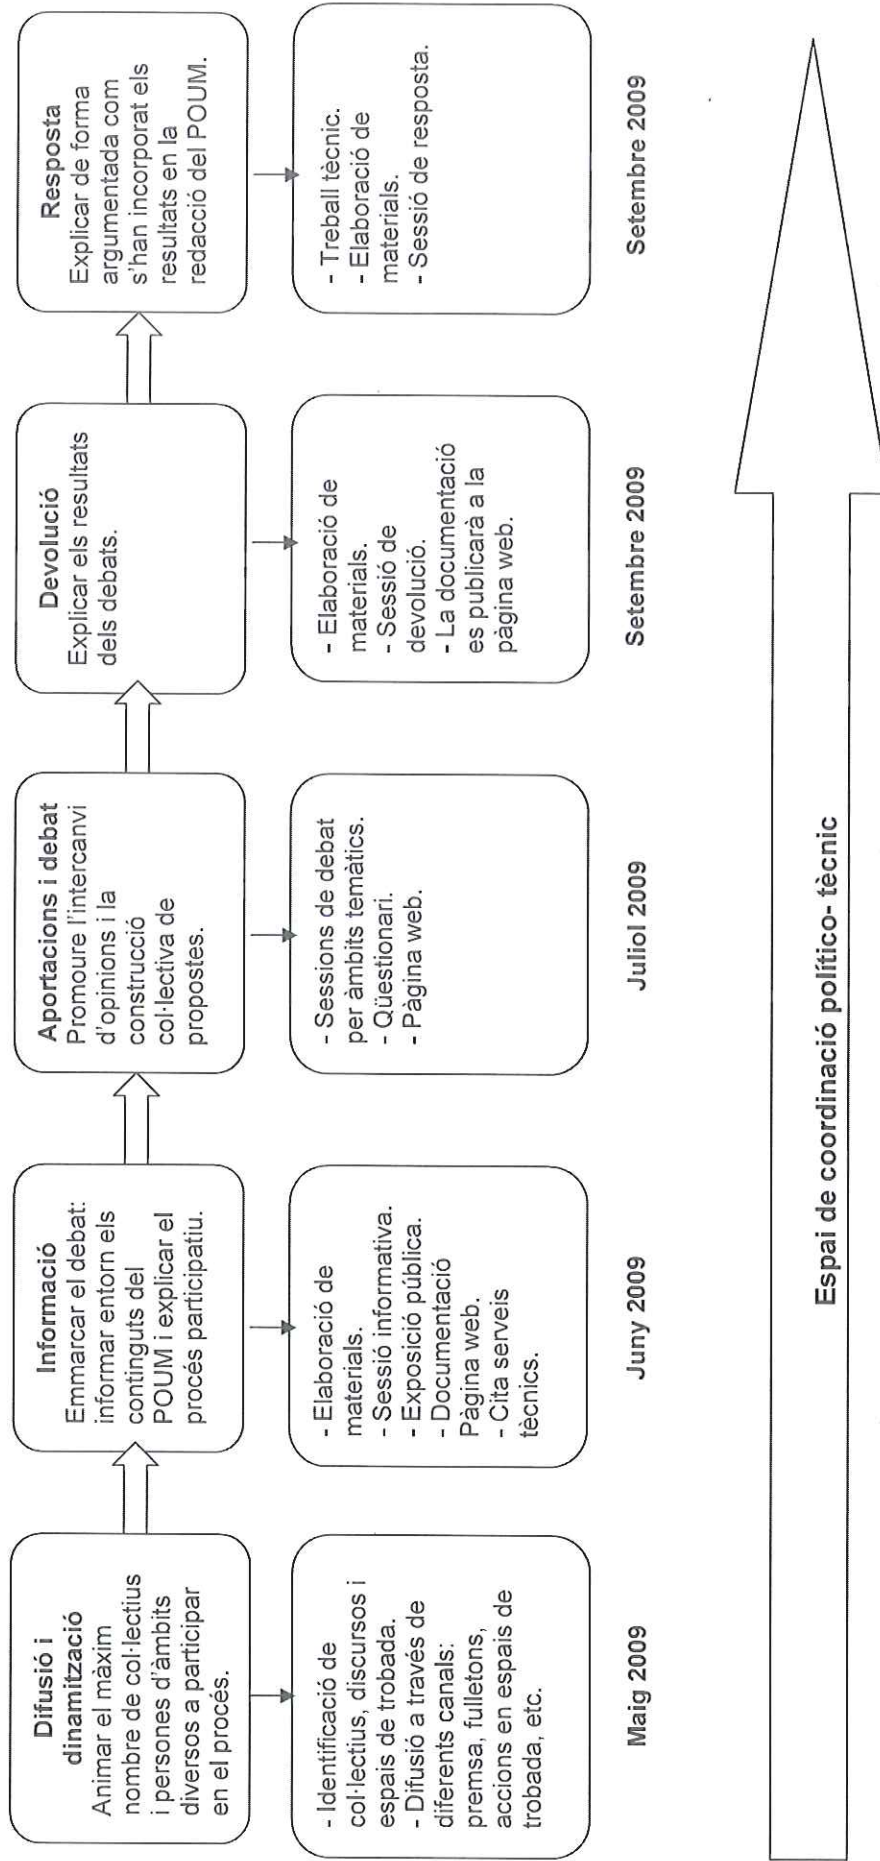 Difusió i
dinamització
Animar el màxim
nombre de col·lectius
i persones d'àmbits
diversos a participar
en el procés.
- Identificació de
col·lectius, discursos i
espais de trobada.
- Difusió a través de
diferents canals:
premsa, fulletons,
accions en espais de
trobada, etc.
Maig 2009
Informació
Emmarcar el debat:
informar entorn els
continguts del
POUM i explicar el
procés participatiu.
- Elaboració de
materials.
- Sessió informativa.
- Exposició pública.
- Documentació
Pàgina web.
- Cita serveis
tècnics.
Juny 2009
Aportacions i debat
Promoure l'intercanvi
d'opinions i la
construcció
col·lectiva de
propostes.
- Sessions de debat
per àmbits temàtics.
- Qüestionari.
- Pàgina web.
Juliol 2009
Devolució
Explicar els resultats
dels debats.
- Elaboració de
materials.
- Sessió de
devolució.
- La documentació
es publicarà a la
pàgina web.
Setembre 2009
Resposta
Explicar de forma
argumentada com
s'han incorporat els
resultats en la
redacció del POUM.
- Treball tècnic.
- Elaboració de
materials.
- Sessió de resposta.
Setembre 2009
Espai de coordinació político- tècnic